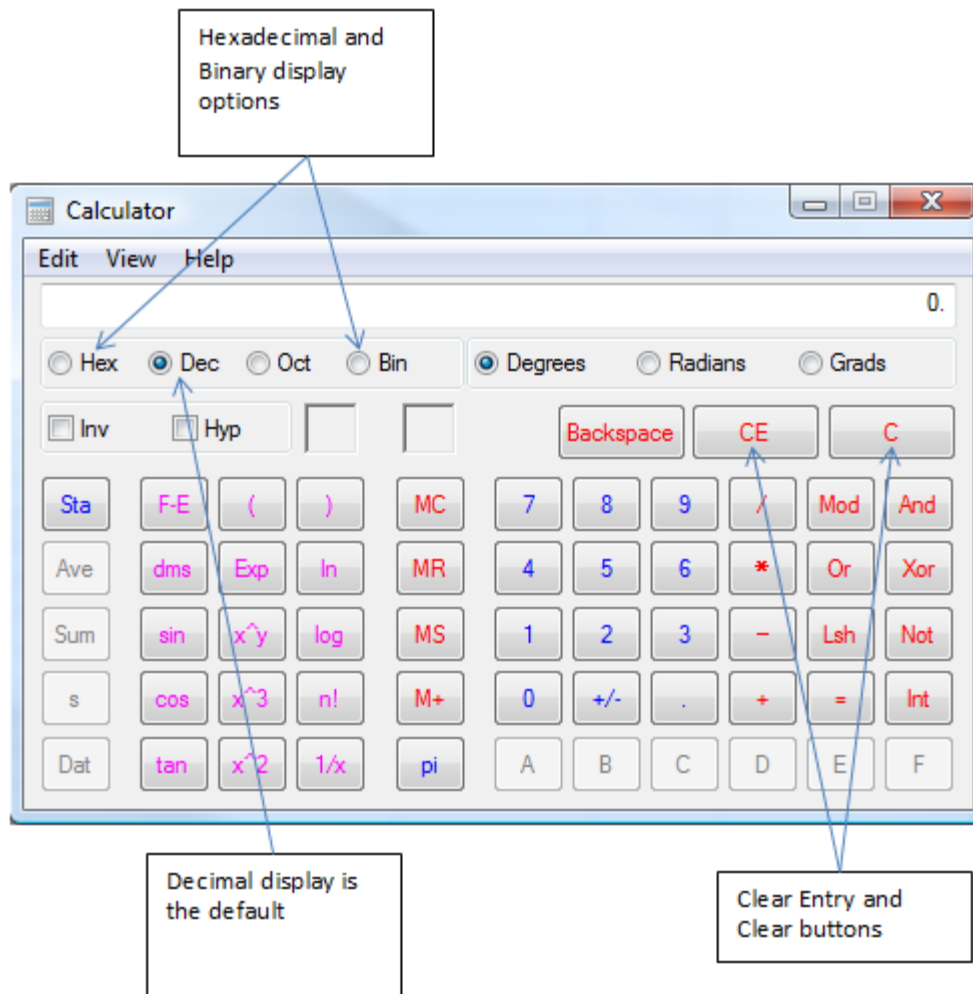 Hexadecimal and
Binary display
options
Calculator
Edit View Help
0.
Hex Dec Oct Bin Degrees Radians Grads
Inv Hyp Backspace CE C
Sta F-E ( ) MC 7 8 9 / Mod And
Ave dms Exp ln MR 4 5 6 * Or Xor
Sum sin x^y log MS 1 2 3 - Lsh Not
s cos x^3 n! M+ 0 +/- . + = Int
Dat tan x^2 1/x pi A B C D E F
Decimal display is
the default
Clear Entry and
Clear buttons